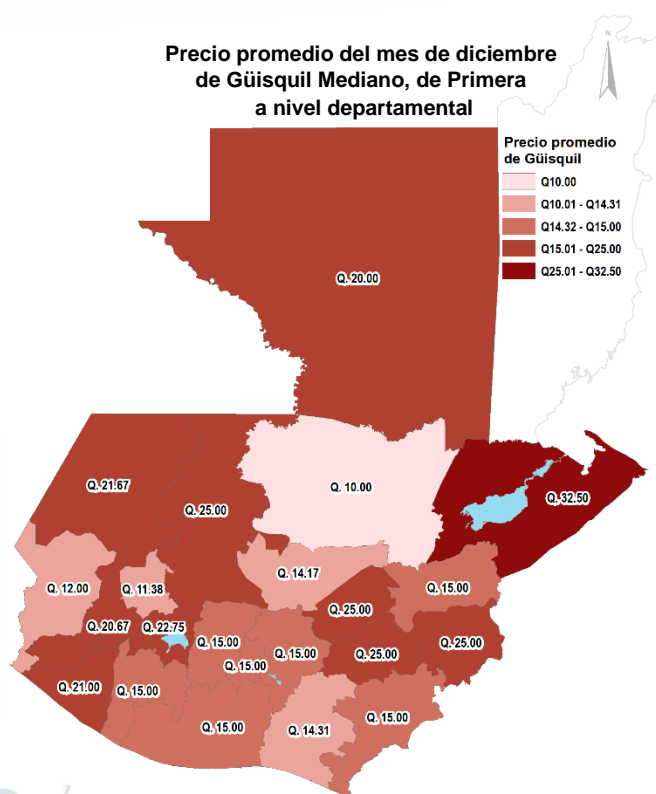 Precio promedio del mes de diciembre
de Güisquil Mediano, de Primera
a nivel departamental
N
Precio promedio
de Güisquil
Q10.00
Q10.01 - Q14.31
Q14.32 - Q15.00
Q15.01 - Q25.00
Q25.01 - Q32.50
Q. 20.00
Q. 21.67
Q. 25.00
Q. 10.00
Q. 32.50
Q. 12.00
Q. 11.38
Q. 14.17
Q. 15.00
Q. 25.00
Q. 20.67
Q. 22.75
Q. 15.00
Q. 15.00
Q. 15.00
Q. 25.00
Q. 25.00
Q. 21.00
Q. 15.00
Q. 15.00
Q. 14.31
Q. 15.00